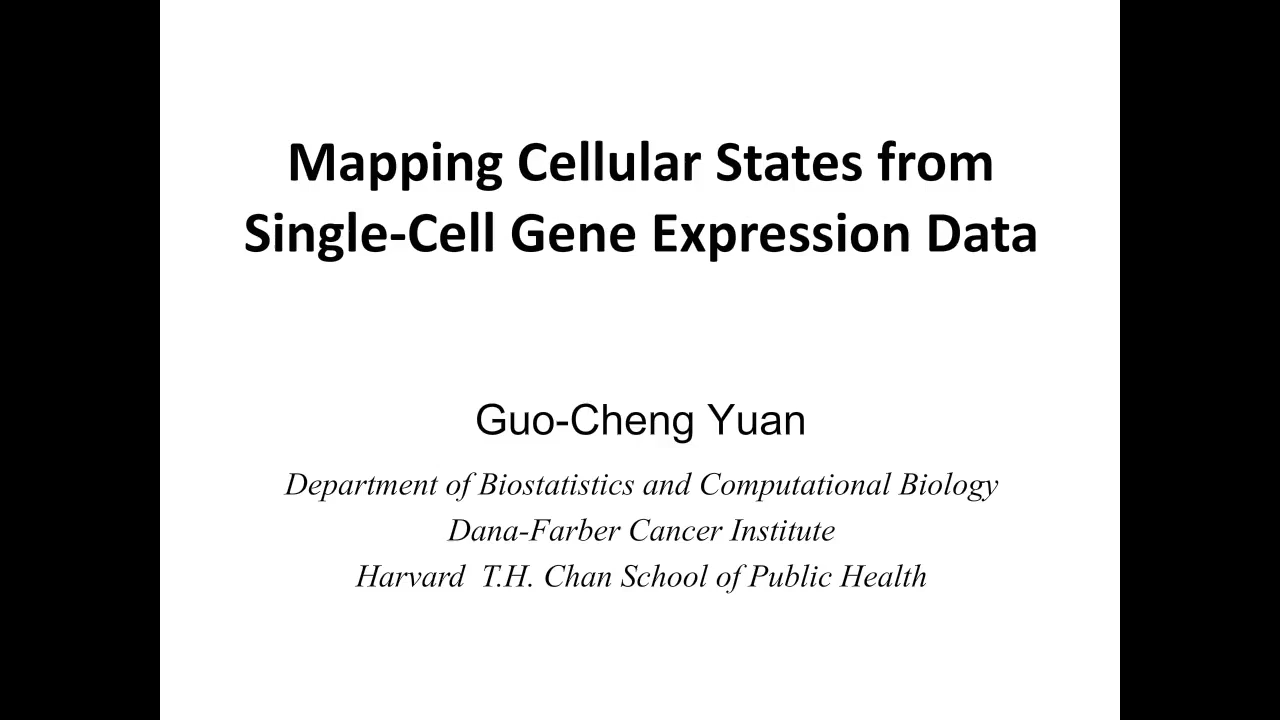 Mapping Cellular States from
Single-Cell Gene Expression Data
Guo-Cheng Yuan
Department of Biostatistics and Computational Biology
Dana-Farber Cancer Institute
Harvard  T.H. Chan School of Public Health